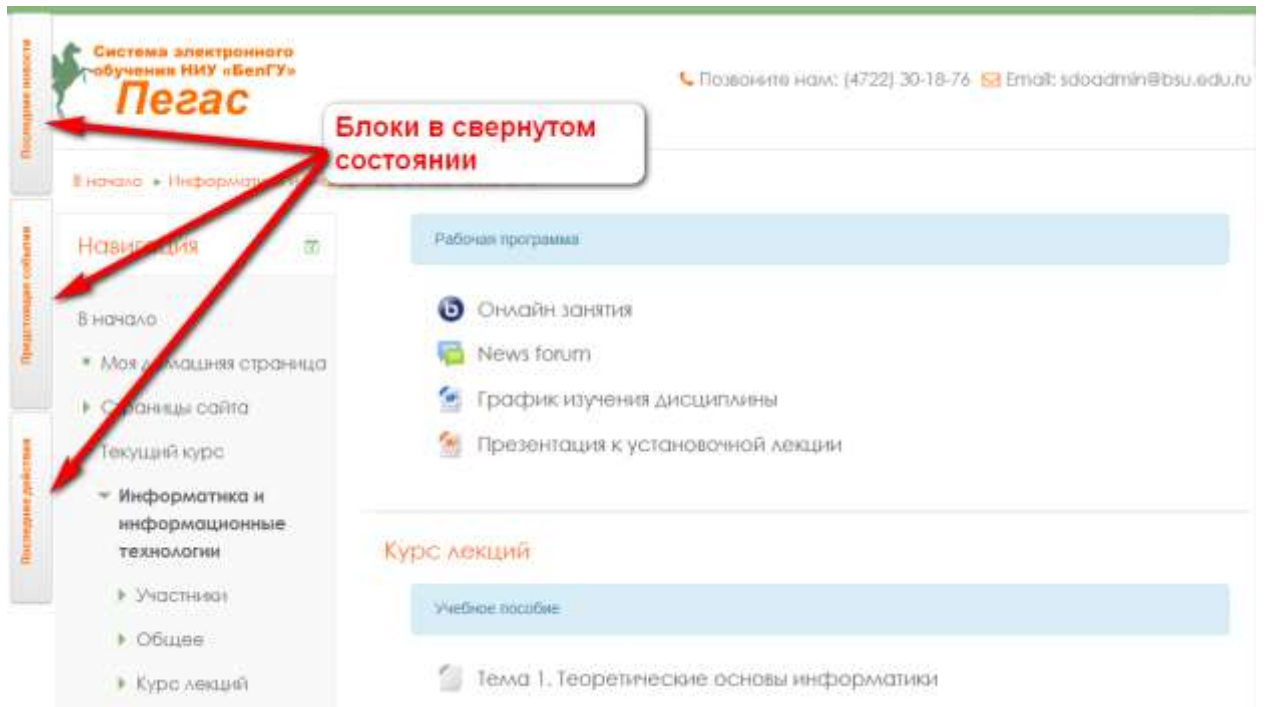 Последние новости
Предстоящие события
Последние действия
Система электронного
обучения НИУ «БелГУ»
Пегас
Позвоните нам: (4722) 30-18-76 Email: sdoadmin@bsu.edu.ru
Блоки в свернутом
состоянии
В начало
Навигация
В начало
Моя домашняя страница
Страницы сайта
Текущий курс
Информатика и
информационные
технологии
Участники
Общее
Курс лекций
Рабочая программа
Онлайн занятия
News forum
График изучения дисциплины
Презентация к установочной лекции
Курс лекций
Учебное пособие
Тема 1. Теоретические основы информатики